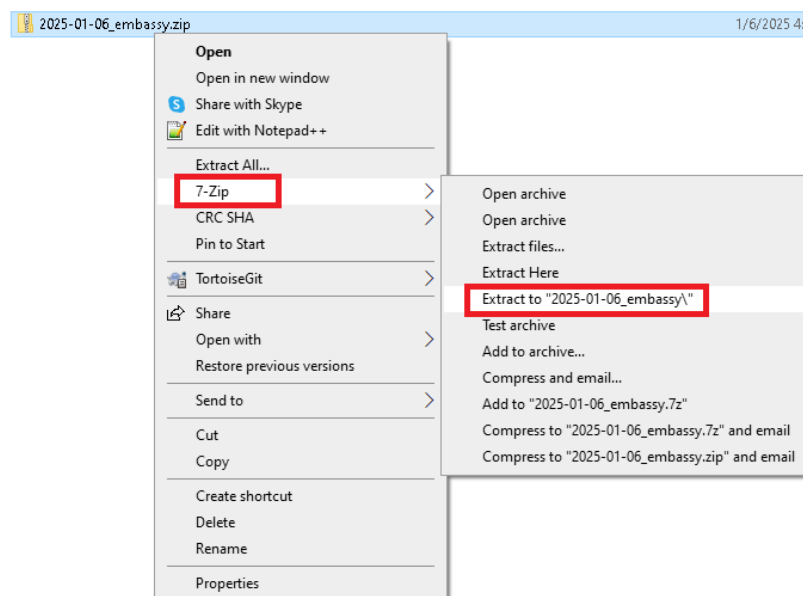 2025-01-06_embassy.zip 1/6/2025
Open
Open in new window
Share with Skype
Edit with Notepad++
Extract All...
7-Zip
CRC SHA
Pin to Start
TortoiseGit
Share
Open with
Restore previous versions
Send to
Cut
Copy
Create shortcut
Delete
Rename
Properties
Open archive
Open archive
Extract files...
Extract Here
Extract to "2025-01-06_embassy\"
Test archive
Add to archive...
Compress and email...
Add to "2025-01-06_embassy.7z"
Compress to "2025-01-06_embassy.7z" and email
Compress to "2025-01-06_embassy.zip" and email